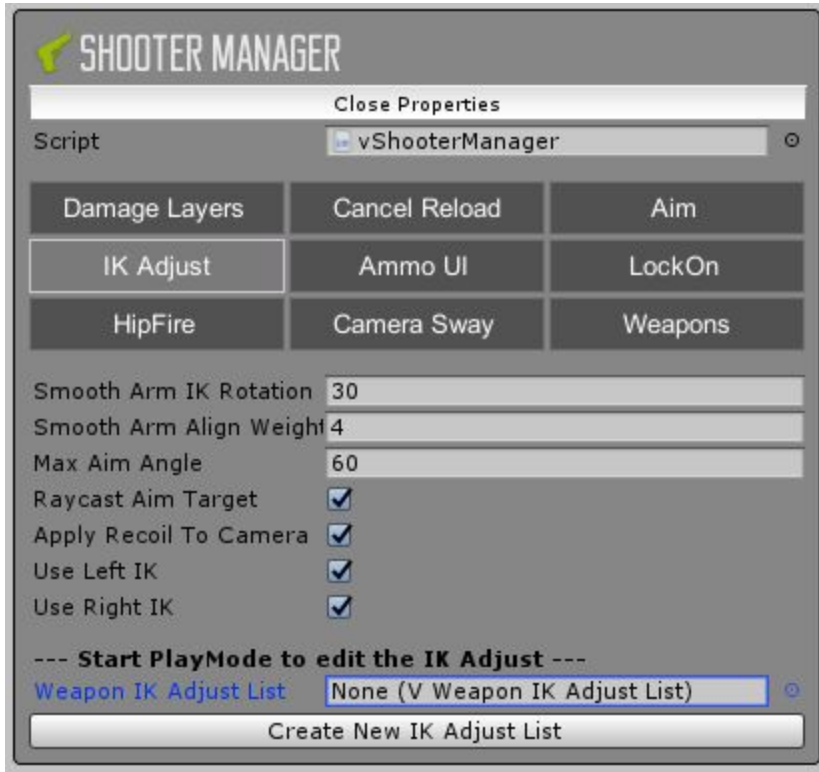 SHOOTER MANAGER
Close Properties
Script vShooterManager
Damage Layers Cancel Reload Aim
IK Adjust Ammo UI LockOn
HipFire Camera Sway Weapons
Smooth Arm IK Rotation 30
Smooth Arm Align Weight 4
Max Aim Angle 60
Raycast Aim Target
Apply Recoil To Camera
Use Left IK
Use Right IK
--- Start PlayMode to edit the IK Adjust ---
Weapon IK Adjust List None (V Weapon IK Adjust List)
Create New IK Adjust List